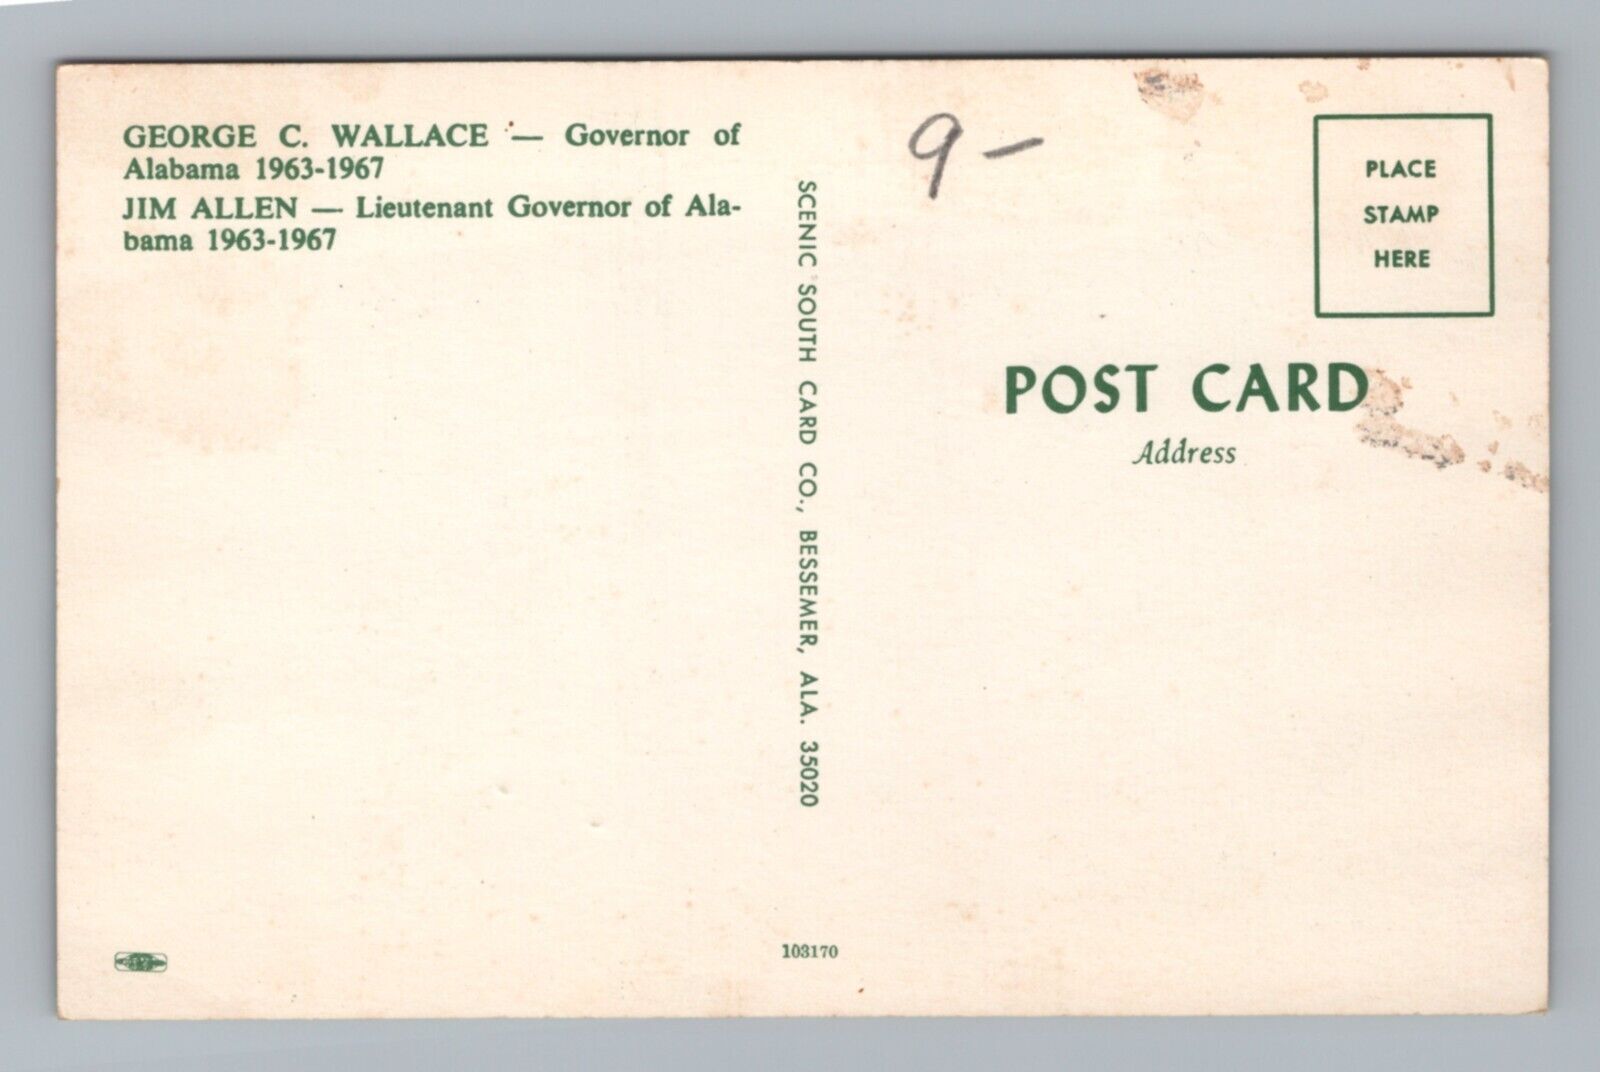 GEORGE C. WALLACE — Governor of
Alabama 1963-1967
JIM ALLEN — Lieutenant Governor of Ala-
bama 1963-1967
SCENIC SOUTH CARD CO., BESSEMER, ALA. 35020
9-
PLACE
STAMP
HERE
POST CARD
Address
103170